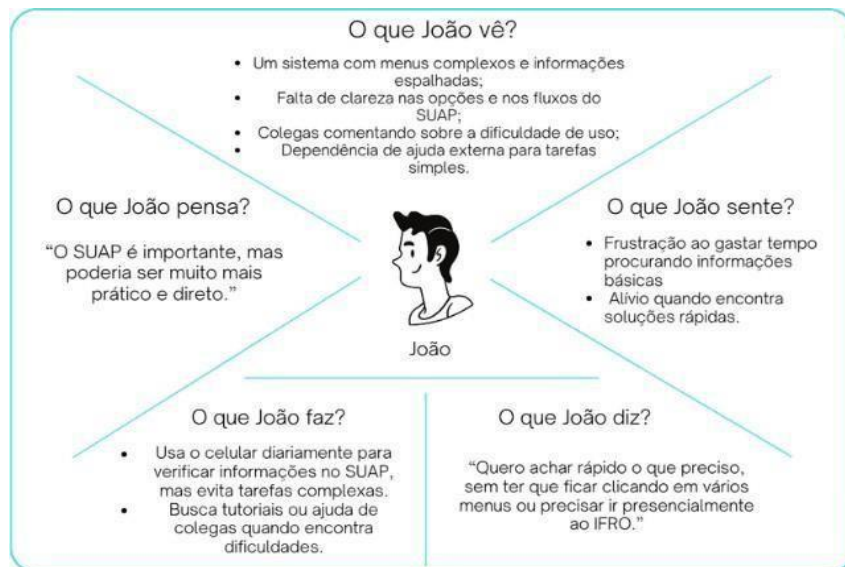 O que João vê?
• Um sistema com menus complexos e informações
espalhadas;
• Falta de clareza nas opções e nos fluxos do
SUAP;
• Colegas comentando sobre a dificuldade de uso;
• Dependência de ajuda externa para tarefas
simples.
O que João pensa?
“O SUAP é importante, mas
poderia ser muito mais
prático e direto.”
O que João sente?
• Frustração ao gastar tempo
procurando informações
básicas
• Alívio quando encontra
soluções rápidas.
João
O que João faz?
• Usa o celular diariamente para
verificar informações no SUAP,
mas evita tarefas complexas.
• Busca tutoriais ou ajuda de
colegas quando encontra
dificuldades.
O que João diz?
“Quero achar rápido o que preciso,
sem ter que ficar clicando em vários
menus ou precisar ir presencialmente
ao IFRO.”